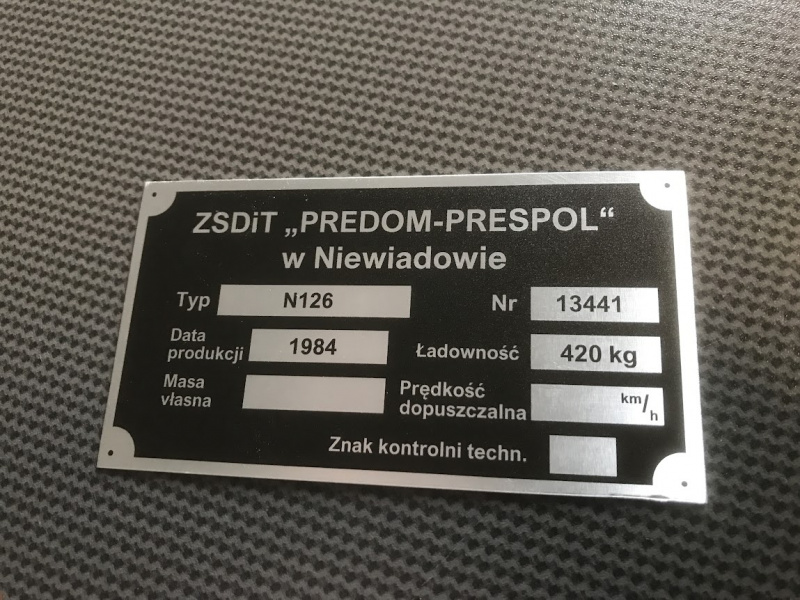 ZSDiT „PREDOM-PRESPOL“
w Niewiadowie
Typ N126 Nr 13441
Data produkcji 1984 Ładowność 420 kg
Masa własna Prędkość dopuszczalna km/h
Znak kontrolni techn.